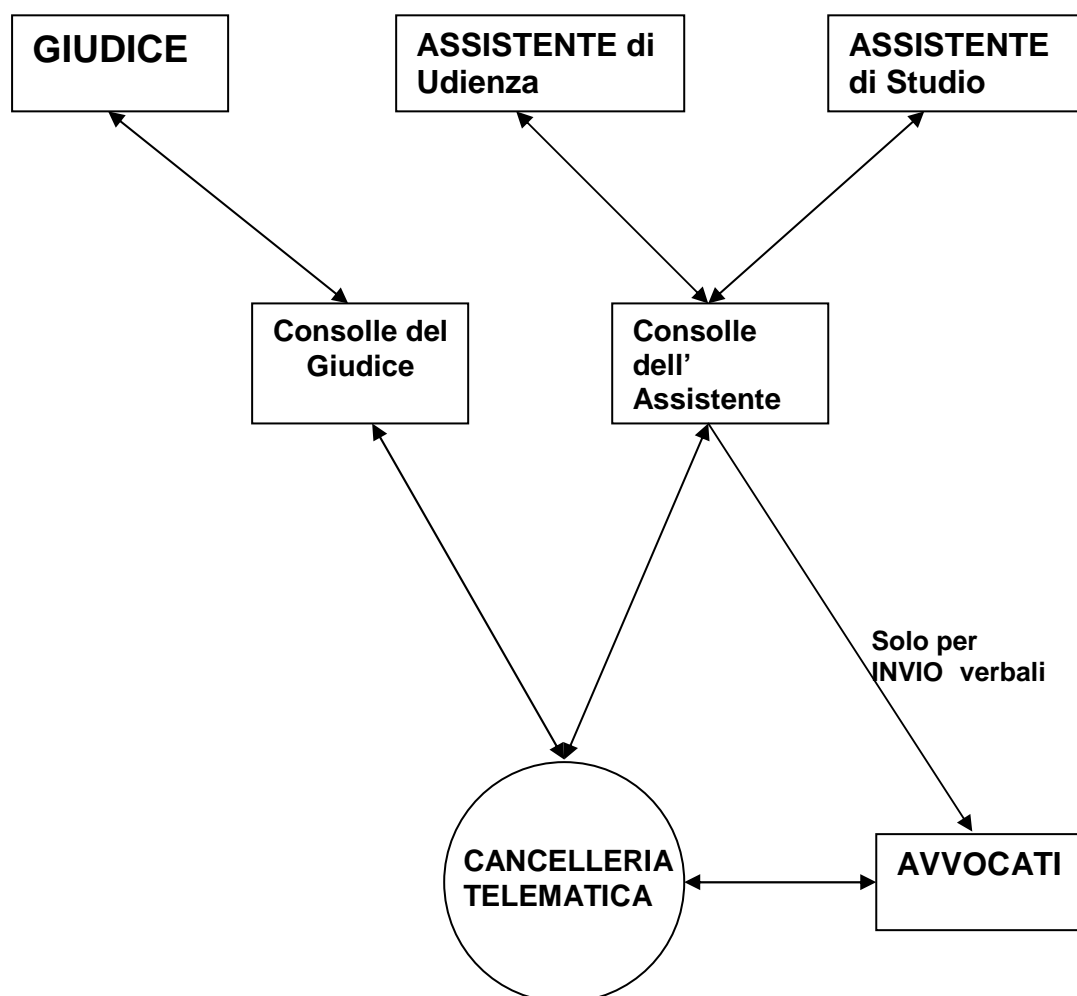 GIUDICE
ASSISTENTE di
Udienza
ASSISTENTE
di Studio
Consolle del
Giudice
Consolle
dell’
Assistente
Solo per
INVIO verbali
CANCELLERIA
TELEMATICA
AVVOCATI